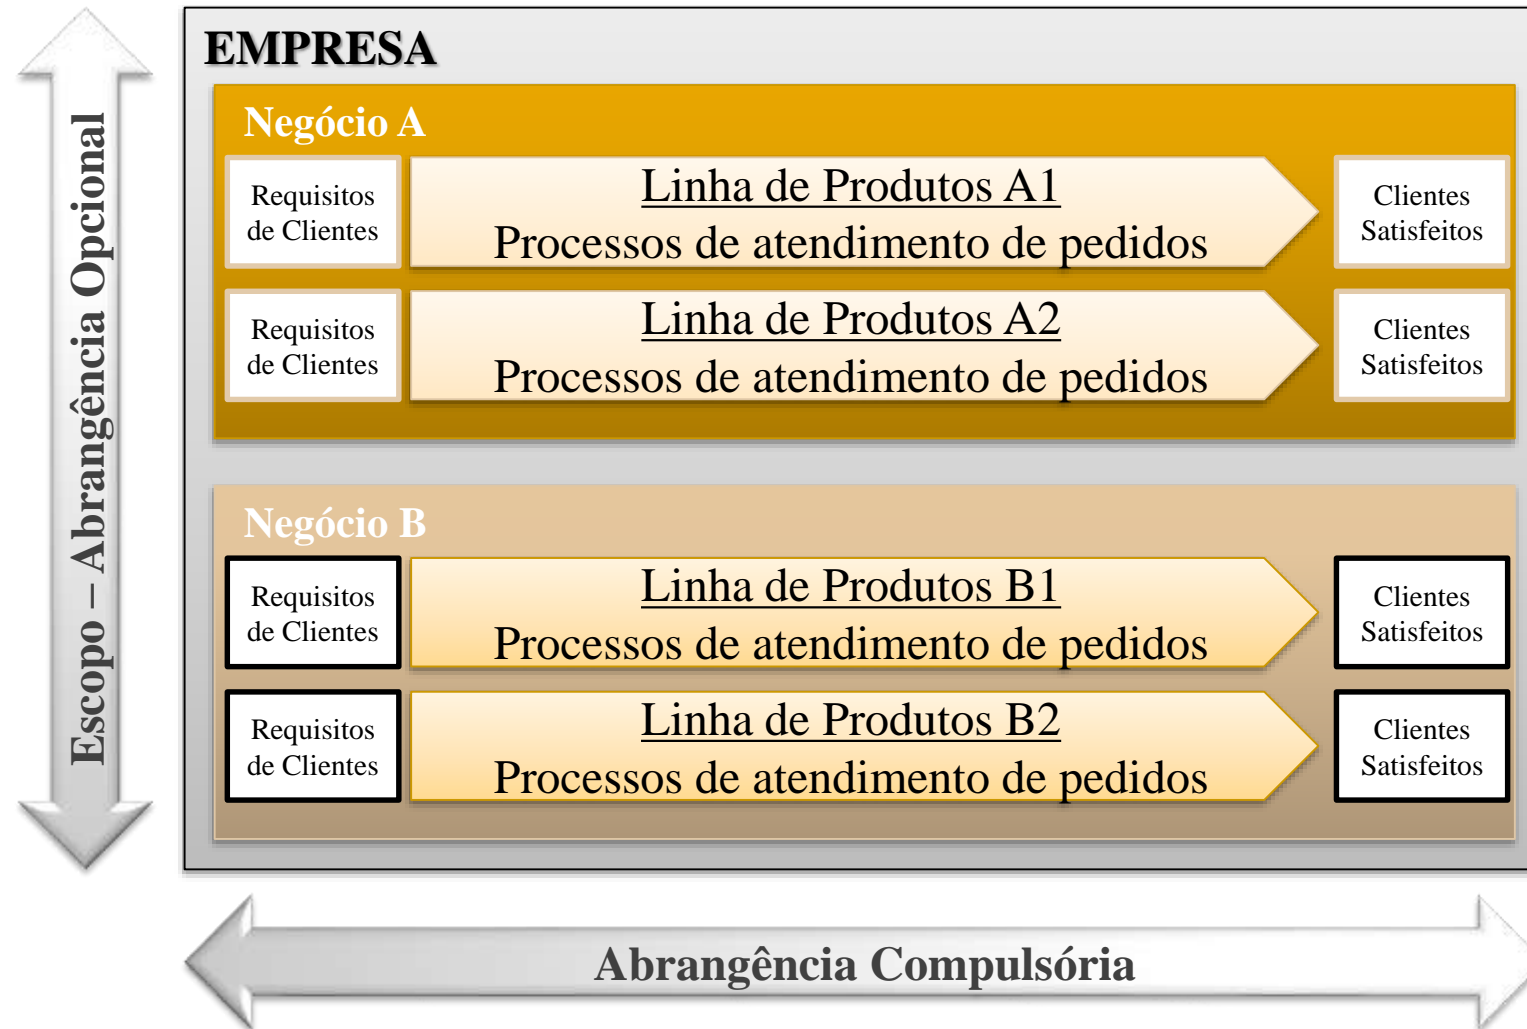 EMPRESA
Negócio A
Requisitos
de Clientes
Linha de Produtos A1
Processos de atendimento de pedidos
Clientes
Satisfeitos
Requisitos
de Clientes
Linha de Produtos A2
Processos de atendimento de pedidos
Clientes
Satisfeitos
Negócio B
Requisitos
de Clientes
Linha de Produtos B1
Processos de atendimento de pedidos
Clientes
Satisfeitos
Requisitos
de Clientes
Linha de Produtos B2
Processos de atendimento de pedidos
Clientes
Satisfeitos
Escopo – Abrangência Opcional
Abrangência Compulsória